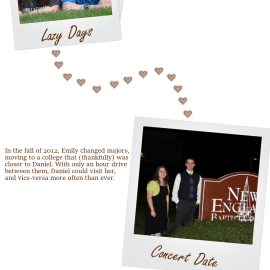 Lazy Days
In the fall of 2012, Emily changed majors,
moving to a college that (thankfully) was
closer to Daniel. With only an hour drive
between them, Daniel could visit her,
and vice-versa more often than ever.
New
England
Baptist
Concert Date